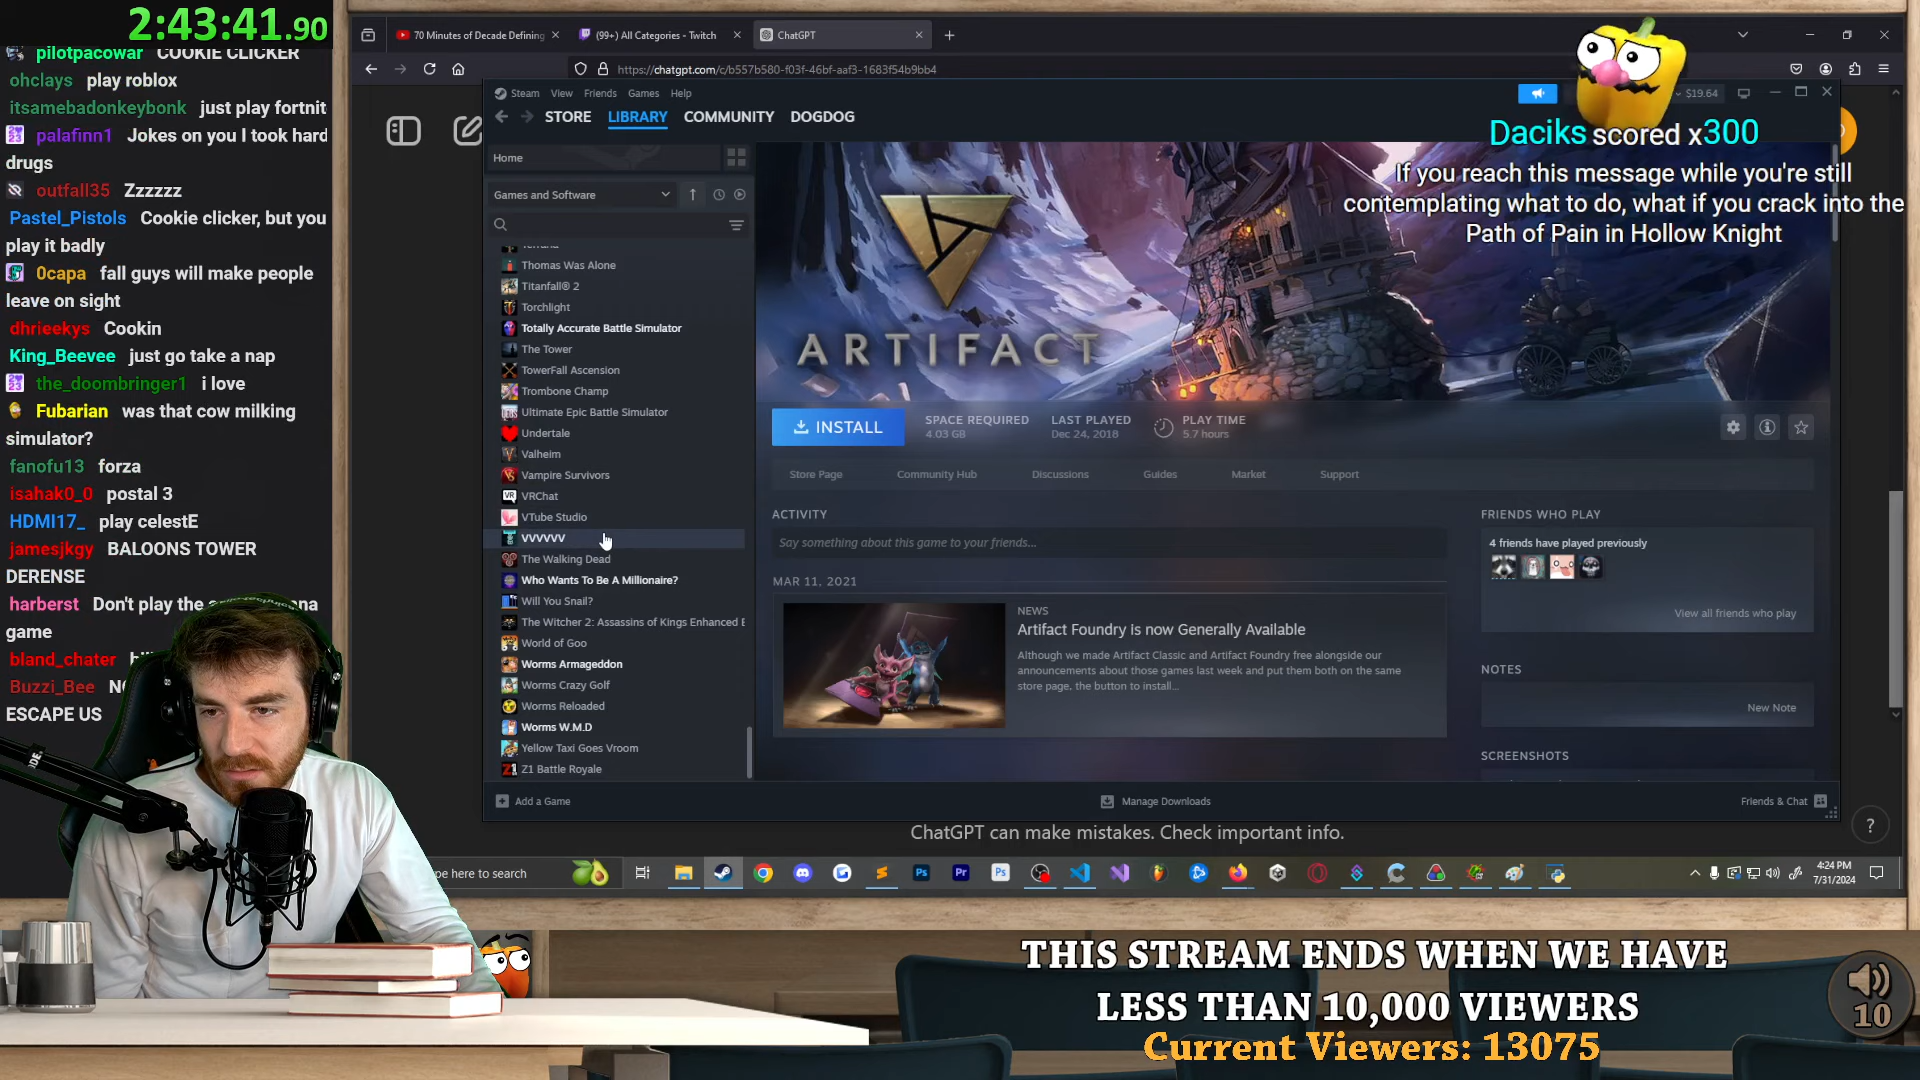 2:43:41.90
pilotpacowar COOKIE CLICKER
ohclays play roblox
itsamebadonkeybonk just play fortnit
palafinn1 Jokes on you I took hard
drugs
outfall35 Zzzzzz
Pastel_Pistols Cookie clicker, but you
play it badly
0capa fall guys will make people
leave on sight
dhrieekys Cookin
King_Beevee just go take a nap
the_doombringer1 i love
Fubarian was that cow milking
simulator?
fanofu13 forza
isahak0_0 postal 3
HDMI17_ play celestE
jamesjkgy BALOONS TOWER
DERENSE
harberst Don't play the
game
bland_chater
Buzzi_Bee
ESCAPE US
70 Minutes of Decade Defining
(99+) All Categories - Twitch
ChatGPT
https://chatgpt.com/c/b557b580-f03f-46bf-aaf3-1683f54b9bb4
Steam View Friends Games Help
$19.64
STORE LIBRARY COMMUNITY DOGDOG
Home
Games and Software
Thomas Was Alone
Titanfall® 2
Torchlight
Totally Accurate Battle Simulator
The Tower
TowerFall Ascension
Trombone Champ
Ultimate Epic Battle Simulator
Undertale
Valheim
Vampire Survivors
VRChat
VTube Studio
VVVVVV
The Walking Dead
Who Wants To Be A Millionaire?
Will You Snail?
The Witcher 2: Assassins of Kings Enhanced E
World of Goo
Worms Armageddon
Worms Crazy Golf
Worms Reloaded
Worms W.M.D
Yellow Taxi Goes Vroom
Z1 Battle Royale
Add a Game
ARTIFACT
INSTALL
SPACE REQUIRED
4.03 GB
LAST PLAYED
Dec 24, 2018
PLAY TIME
5.7 hours
Store Page Community Hub Discussions Guides Market Support
ACTIVITY
Say something about this game to your friends...
MAR 11, 2021
NEWS
Artifact Foundry is now Generally Available
Although we made Artifact Classic and Artifact Foundry free alongside our
announcements about those games last week and put them both on the same
store page, the button to install...
FRIENDS WHO PLAY
4 friends have played previously
View all friends who play
NOTES
New Note
SCREENSHOTS
Manage Downloads
Friends & Chat
Daciks scored x300
If you reach this message while you're still
contemplating what to do, what if you crack into the
Path of Pain in Hollow Knight
ChatGPT can make mistakes. Check important info.
?
pe here to search
4:24 PM
7/31/2024
THIS STREAM ENDS WHEN WE HAVE
LESS THAN 10,000 VIEWERS
Current Viewers: 13075
10